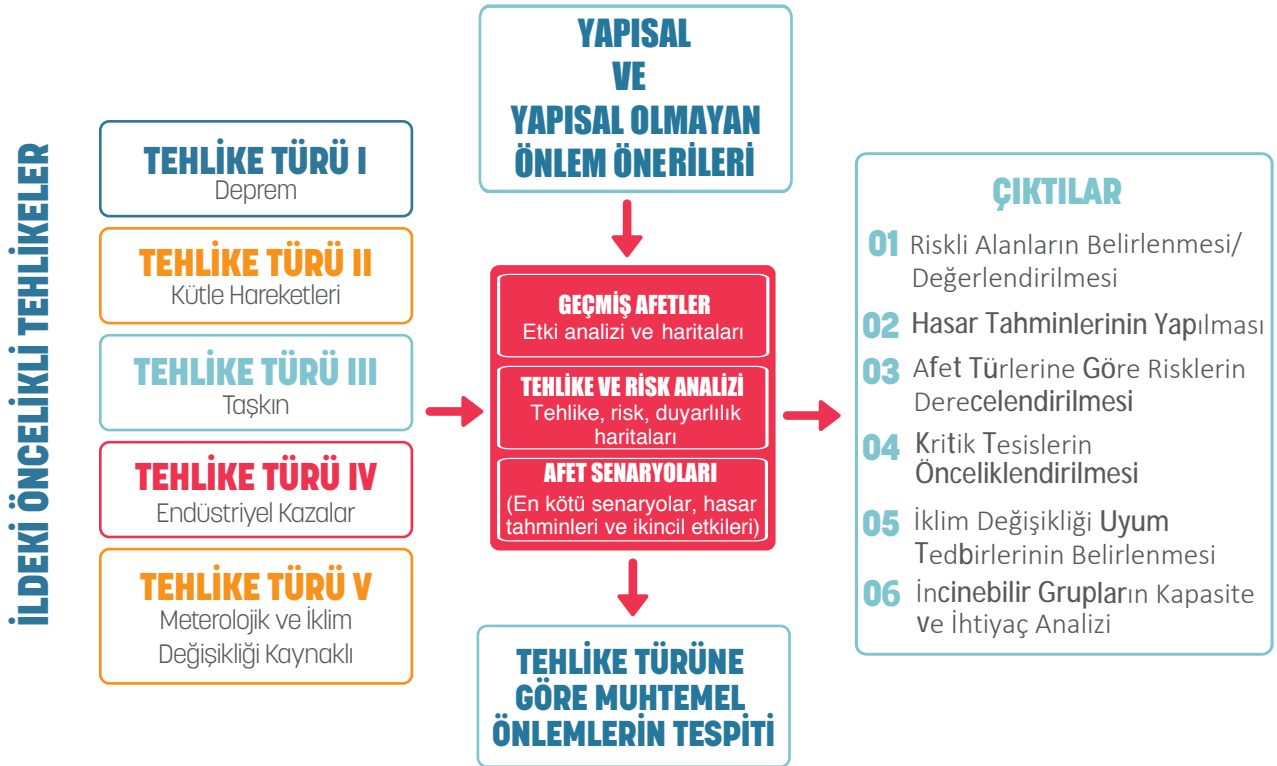 İLDEKİ ÖNCELİKLİ TEHLİKELER
TEHLİKE TÜRÜ I
Deprem
TEHLİKE TÜRÜ II
Kütle Hareketleri
TEHLİKE TÜRÜ III
Taşkın
TEHLİKE TÜRÜ IV
Endüstriyel Kazalar
TEHLİKE TÜRÜ V
Meterolojik ve İklim
Değişikliği Kaynaklı
YAPISAL
VE
YAPISAL OLMAYAN
ÖNLEM ÖNERİLERİ
GEÇMİŞ AFETLER
Etki analizi ve haritaları
TEHLİKE VE RİSK ANALİZİ
Tehlike, risk, duyarlılık
haritaları
AFET SENARYOLARI
(En kötü senaryolar, hasar
tahminleri ve ikincil etkileri)
TEHLİKE TÜRÜNE
GÖRE MUHTEMEL
ÖNLEMLERİN TESPİTİ
ÇIKTILAR
01 Riskli Alanların Belirlenmesi/
Değerlendirilmesi
02 Hasar Tahminlerinin Yapılması
03 Afet Türlerine Göre Risklerin
Derecelendirilmesi
04 Kritik Tesislerin
Önceliklendirilmesi
05 İklim Değişikliği Uyum
Tedbirlerinin Belirlenmesi
06 İncinebilir Grupların Kapasite
ve İhtiyaç Analizi